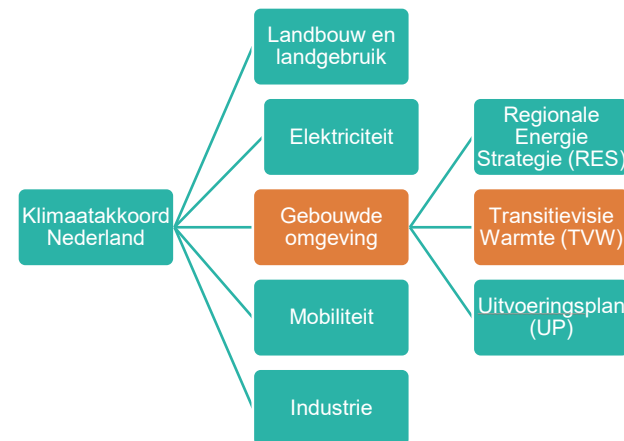 Landbouw en
landgebruik
Elektriciteit
Regionale
Energie
Strategie (RES)
Klimaatakkoord
Nederland
Gebouwde
omgeving
Transitievisie
Warmte (TVW)
Mobiliteit
Uitvoeringsplan
(UP)
Industrie